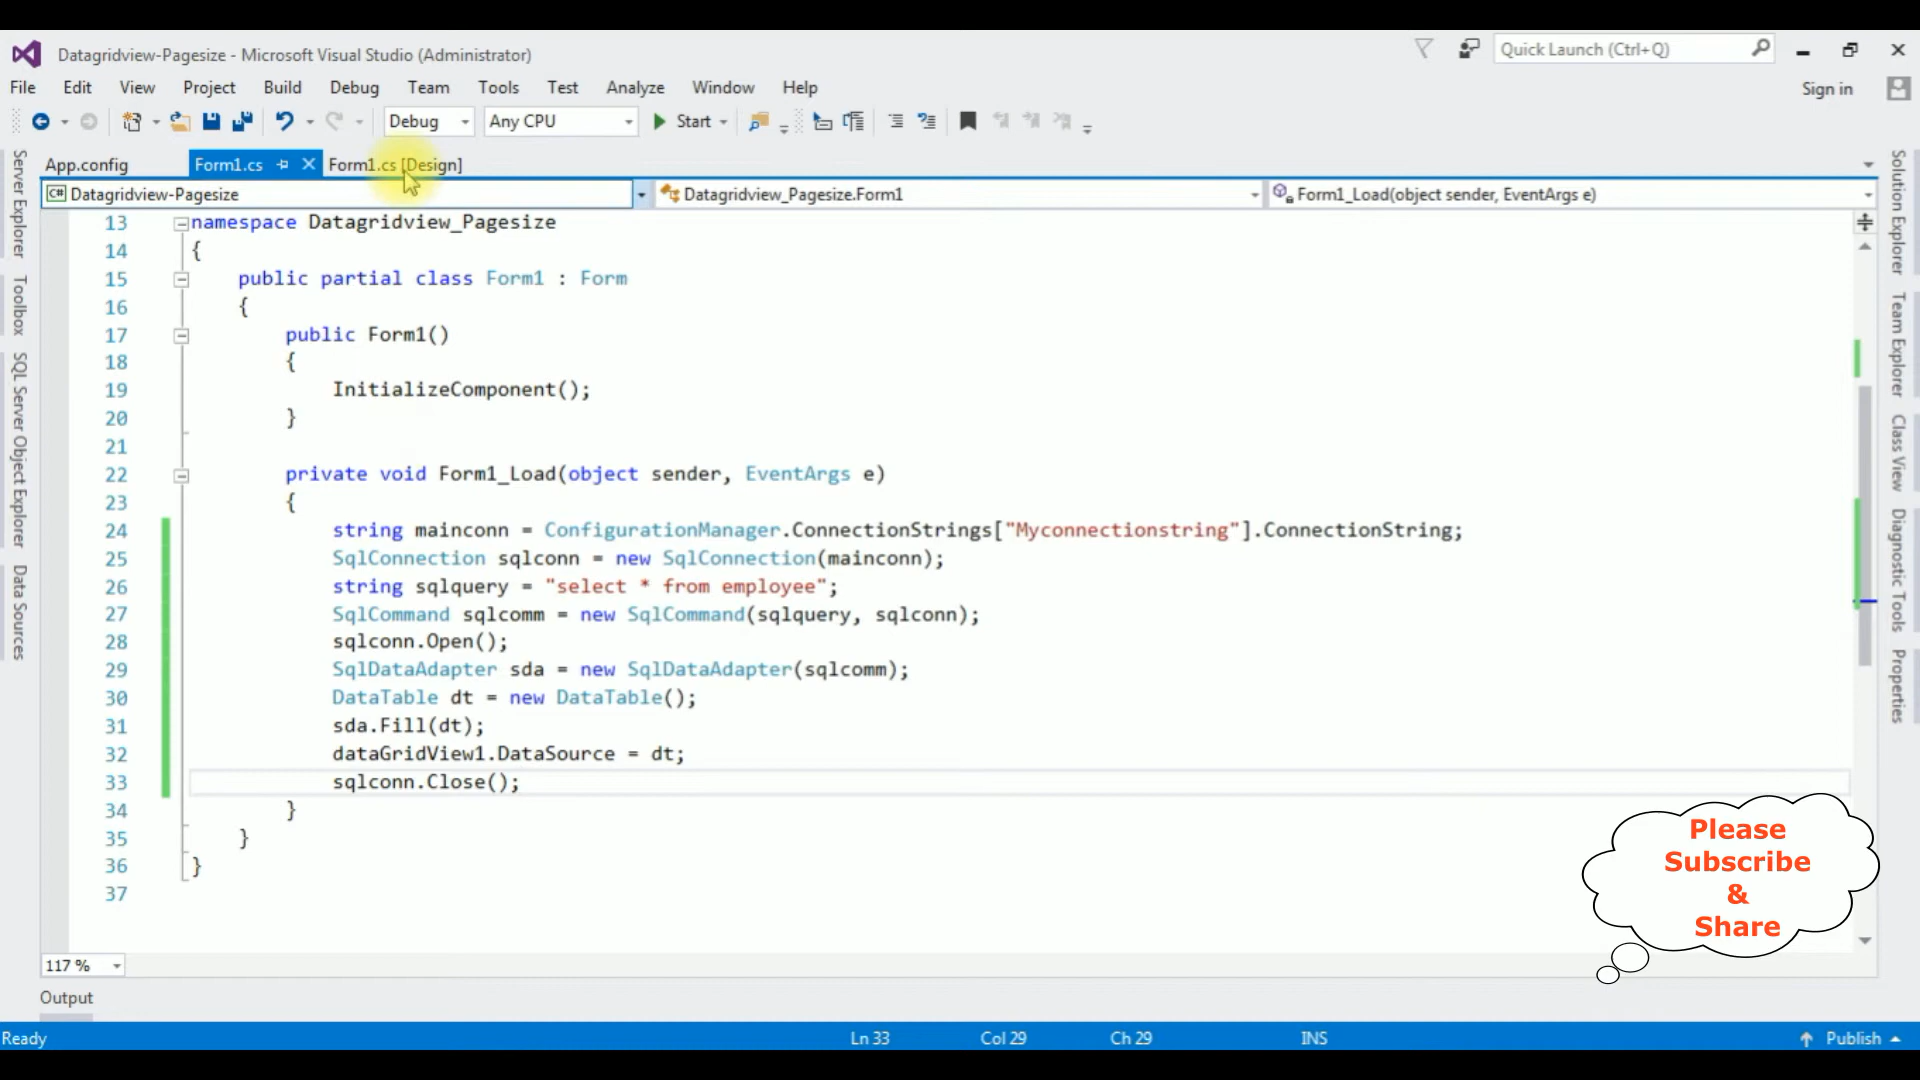 Datagridview-Pagesize - Microsoft Visual Studio (Administrator)
Quick Launch (Ctrl+Q)
File Edit View Project Build Debug Team Tools Test Analyze Window Help
Sign in
Debug Any CPU Start
App.config Form1.cs Form1.cs [Design]
C# Datagridview-Pagesize Datagridview_Pagesize.Form1 Form1_Load(object sender, EventArgs e)
13 namespace Datagridview_Pagesize
14 {
15 public partial class Form1 : Form
16 {
17 public Form1()
18 {
19 InitializeComponent();
20 }
21
22 private void Form1_Load(object sender, EventArgs e)
23 {
24 string mainconn = ConfigurationManager.ConnectionStrings["Myconnectionstring"].ConnectionString;
25 SqlConnection sqlconn = new SqlConnection(mainconn);
26 string sqlquery = "select * from employee";
27 SqlCommand sqlcomm = new SqlCommand(sqlquery, sqlconn);
28 sqlconn.Open();
29 SqlDataAdapter sda = new SqlDataAdapter(sqlcomm);
30 DataTable dt = new DataTable();
31 sda.Fill(dt);
32 dataGridView1.DataSource = dt;
33 sqlconn.Close();
34 }
35 }
36 }
37
Server Explorer
Toolbox
SQL Server Object Explorer
Data Sources
Solution Explorer
Team Explorer
Class View
Diagnostic Tools
Properties
Please
Subscribe
&
Share
117 %
Output
Ready Ln 33 Col 29 Ch 29 INS Publish